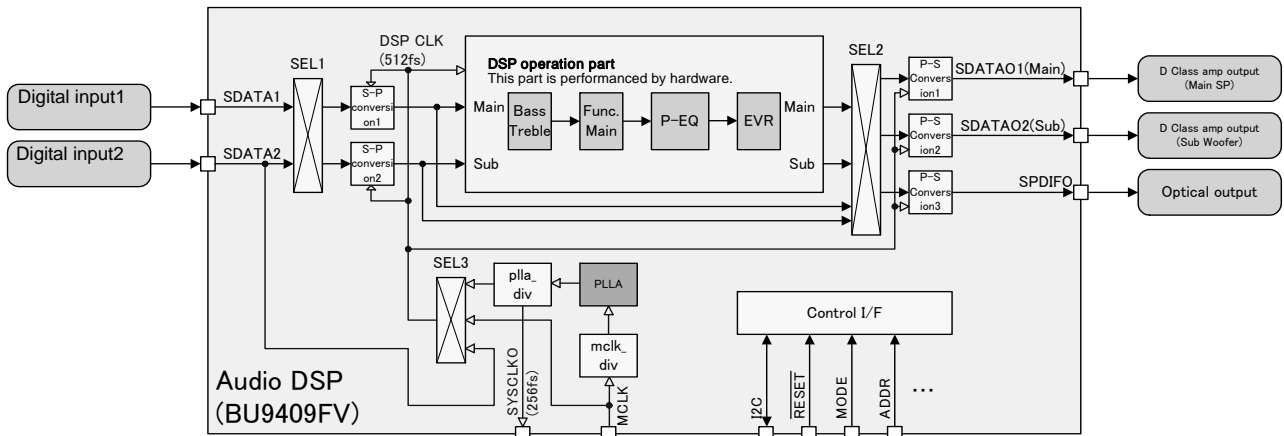 DSP CLK
(512fs)
SEL1
DSP operation part
This part is performanced by hardware.
SEL2
Digital input1
SDATA1
S-P
conversi
on1
Main
Bass
Treble
Func.
Main
P-EQ
EVR
Main
P-S
Convers
ion1
SDATAO1(Main)
D Class amp output
(Main SP)
Digital input2
SDATA2
S-P
conversi
on2
Sub
Sub
P-S
Convers
ion2
SDATAO2(Sub)
D Class amp output
(Sub Woofer)
P-S
Convers
ion3
SPDIFO
Optical output
SEL3
plla_
div
PLLA
mclk_
div
Control I/F
Audio DSP
(BU9409FV)
SYSCLKO
(256fs)
MCLK
I2C
RESET
MODE
ADDR
...